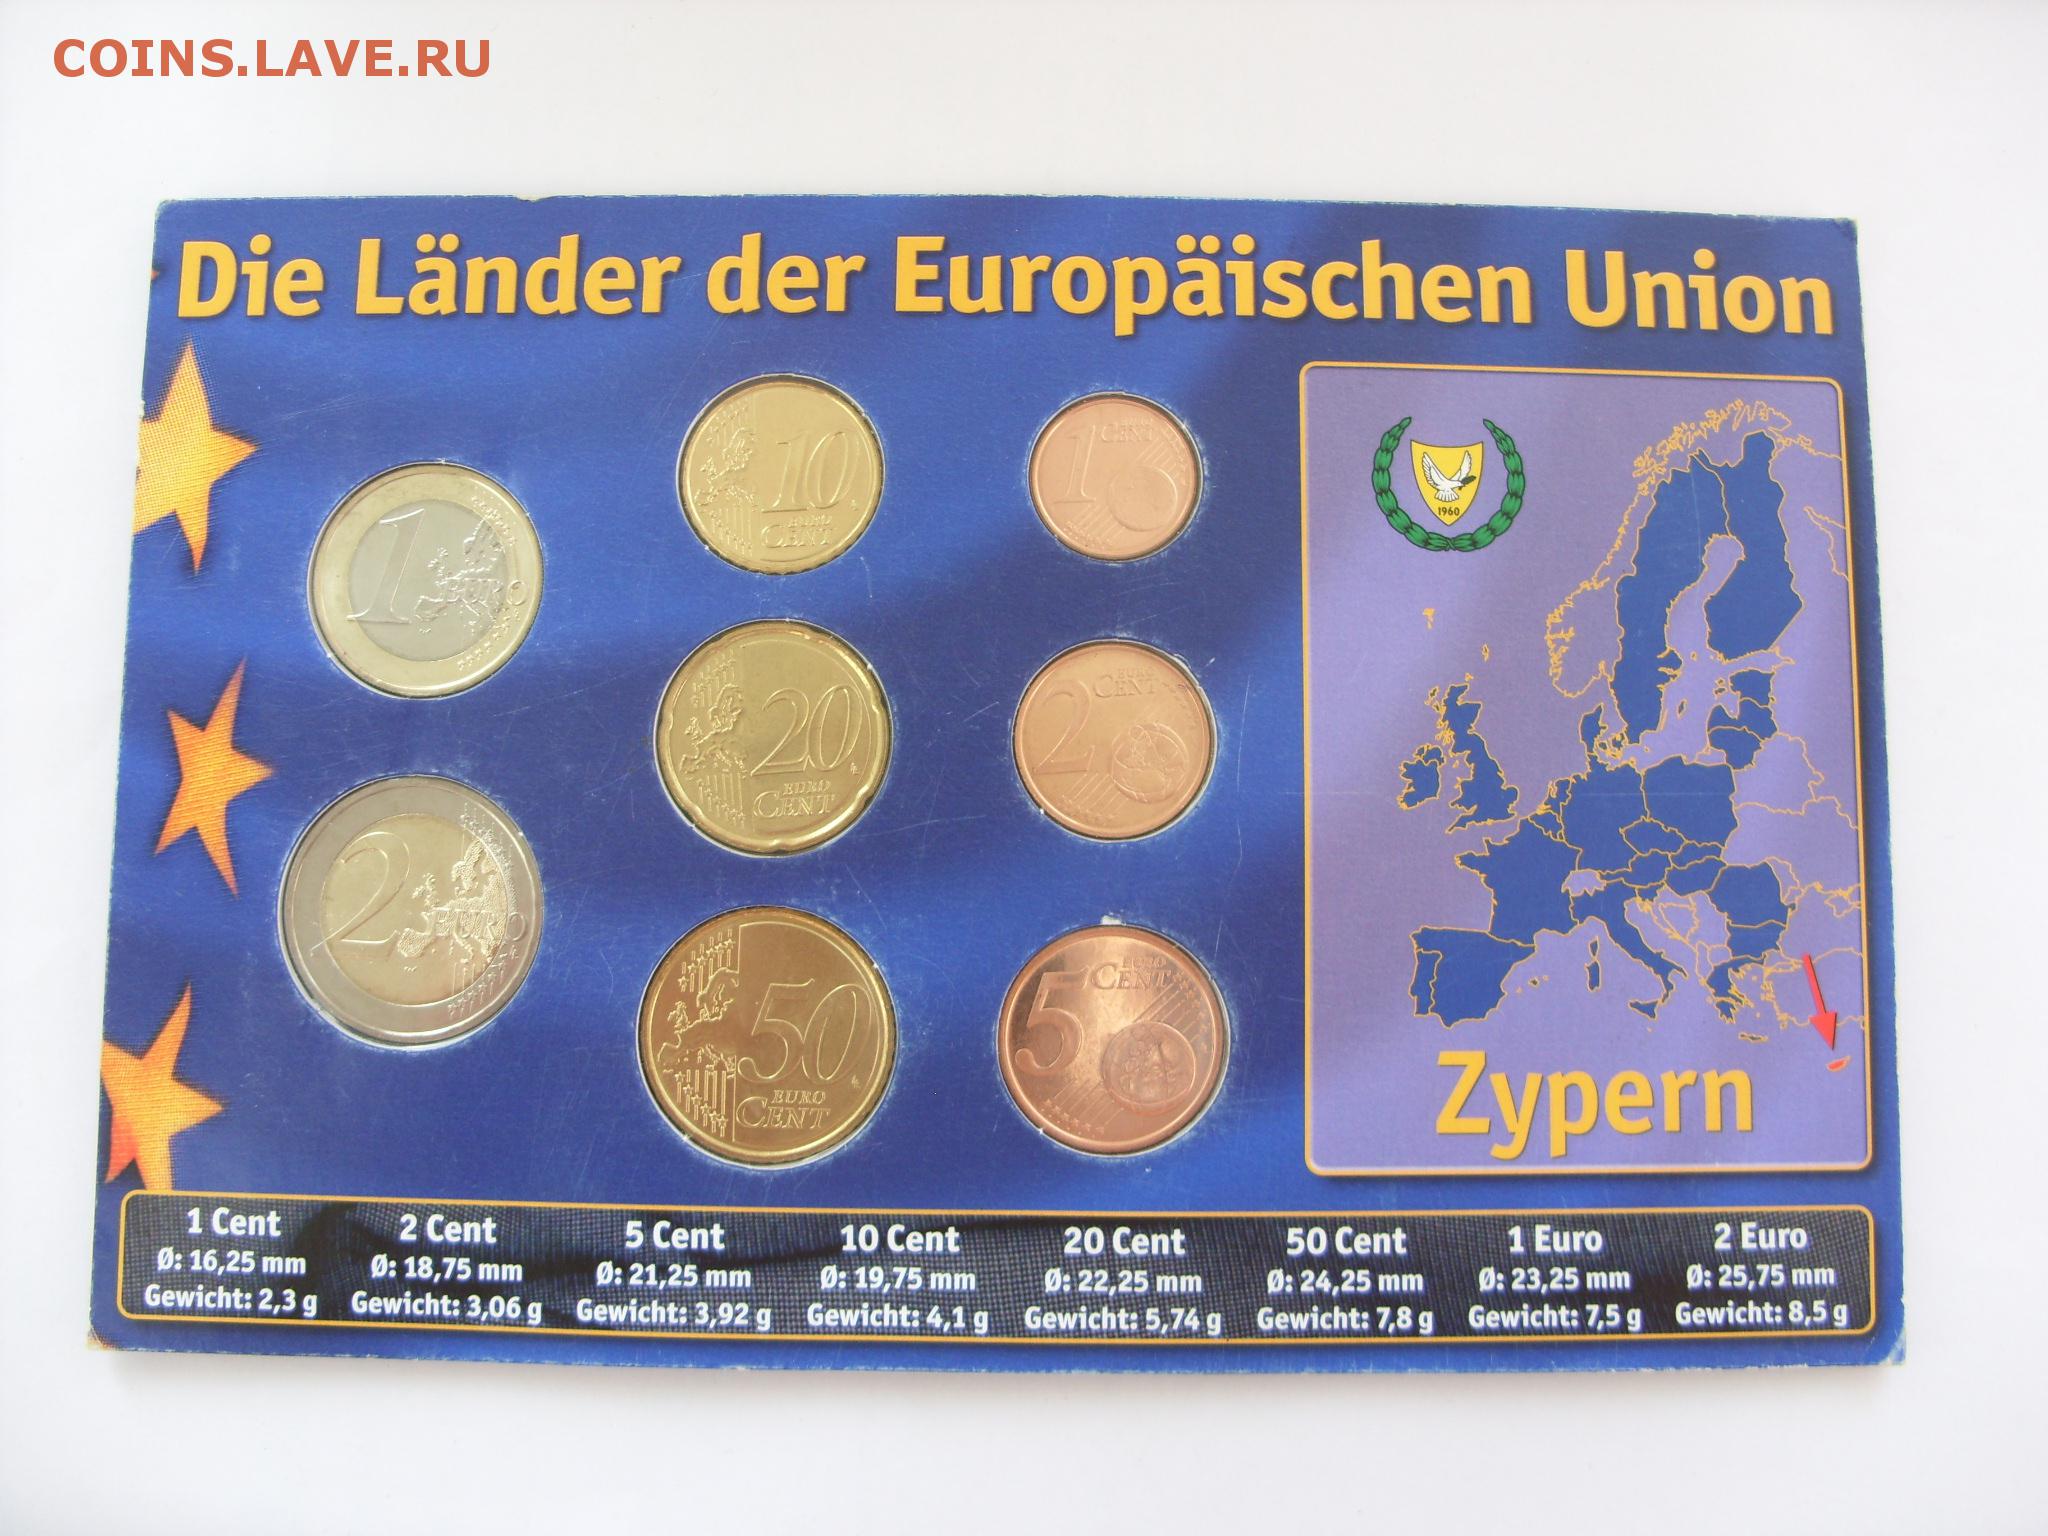 COINS.LAVE.RU
Die Länder der Europäischen Union
10
EURO
CENT
1
EURO
CENT
1
EURO
20
EURO
CENT
2
EURO
CENT
2
EURO
50
EURO
CENT
5
EURO
CENT
1960
Zypern
1 Cent
Ø: 16,25 mm
Gewicht: 2,3 g
2 Cent
Ø: 18,75 mm
Gewicht: 3,06 g
5 Cent
Ø: 21,25 mm
Gewicht: 3,92 g
10 Cent
Ø: 19,75 mm
Gewicht: 4,1 g
20 Cent
Ø: 22,25 mm
Gewicht: 5,74 g
50 Cent
Ø: 24,25 mm
Gewicht: 7,8 g
1 Euro
Ø: 23,25 mm
Gewicht: 7,5 g
2 Euro
Ø: 25,75 mm
Gewicht: 8,5 g